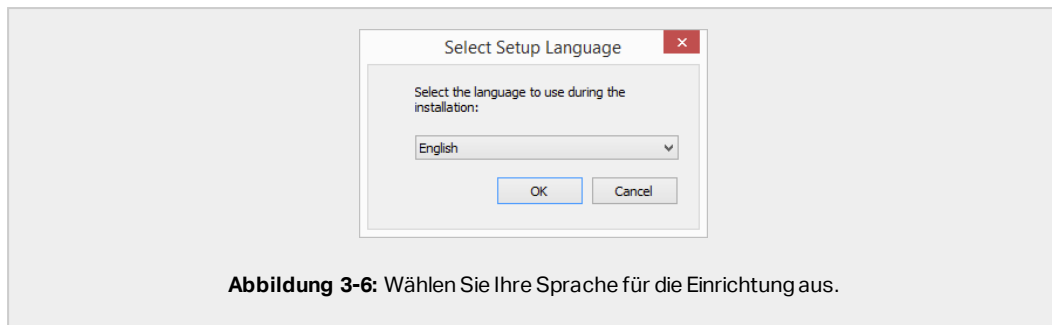 Select Setup Language
Select the language to use during the
installation:
English
OK Cancel
Abbildung 3-6: Wählen Sie Ihre Sprache für die Einrichtung aus.